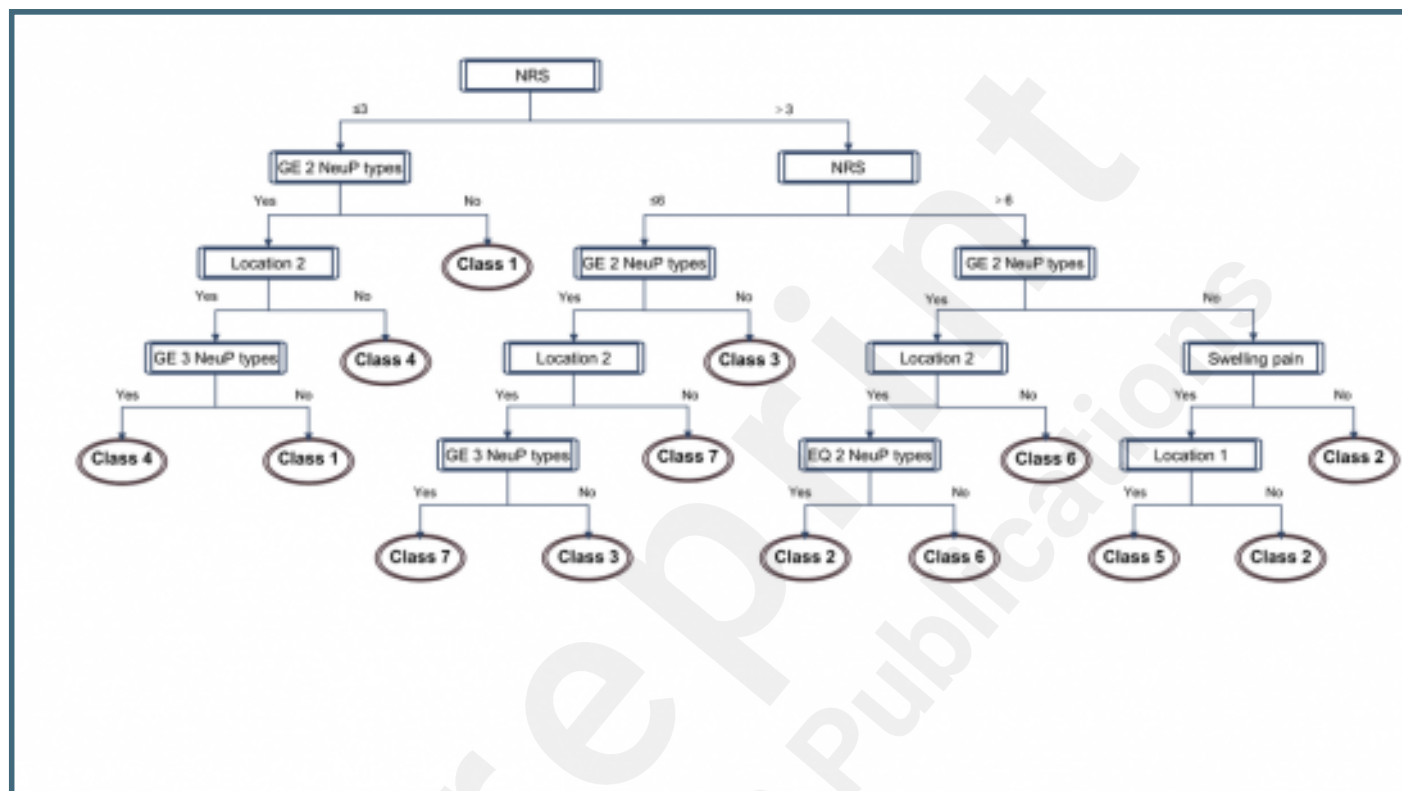 NRS
≤3
> 3
GE 2 NeuP types
NRS
Yes
No
≤6
> 6
Location 2
Class 1
GE 2 NeuP types
GE 2 NeuP types
Yes
No
Yes
No
Yes
No
GE 3 NeuP types
Class 4
Location 2
Class 3
Location 2
Swelling pain
Yes
No
Yes
No
Yes
No
Yes
No
Class 4
Class 1
GE 3 NeuP types
Class 7
EQ 2 NeuP types
Class 6
Location 1
Class 2
Yes
No
Yes
No
Yes
No
Class 7
Class 3
Class 2
Class 6
Class 5
Class 2
reprint
Publications